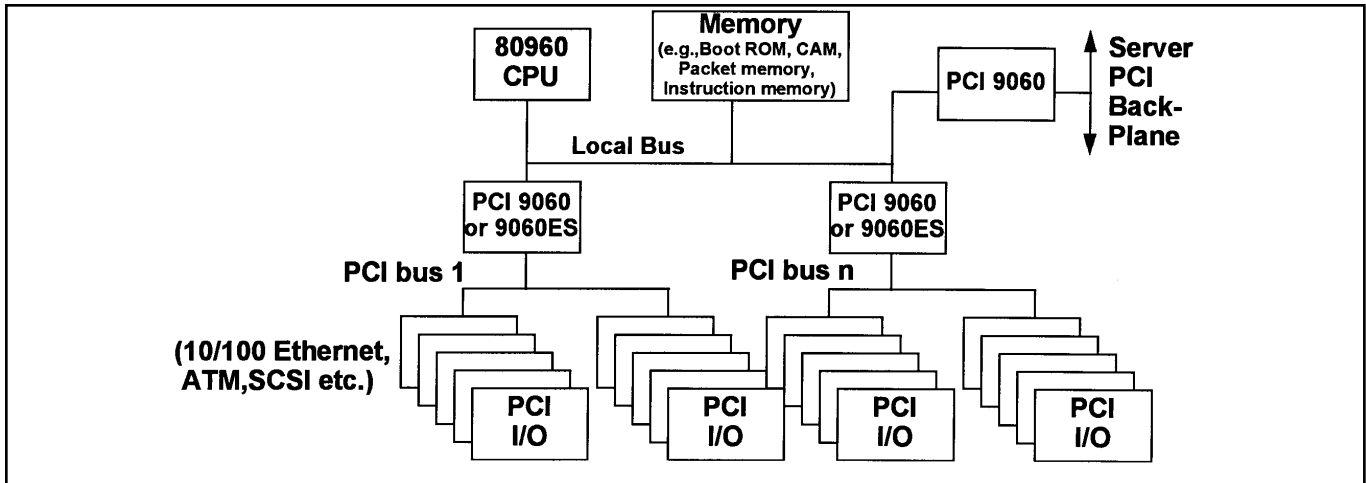 80960
CPU
Memory
(e.g.,Boot ROM, CAM,
Packet memory,
Instruction memory)
PCI 9060
Server
PCI
Back-
Plane
Local Bus
PCI 9060
or 9060ES
PCI 9060
or 9060ES
PCI bus 1
PCI bus n
(10/100 Ethernet,
ATM,SCSI etc.)
PCI
I/O
PCI
I/O
PCI
I/O
PCI
I/O